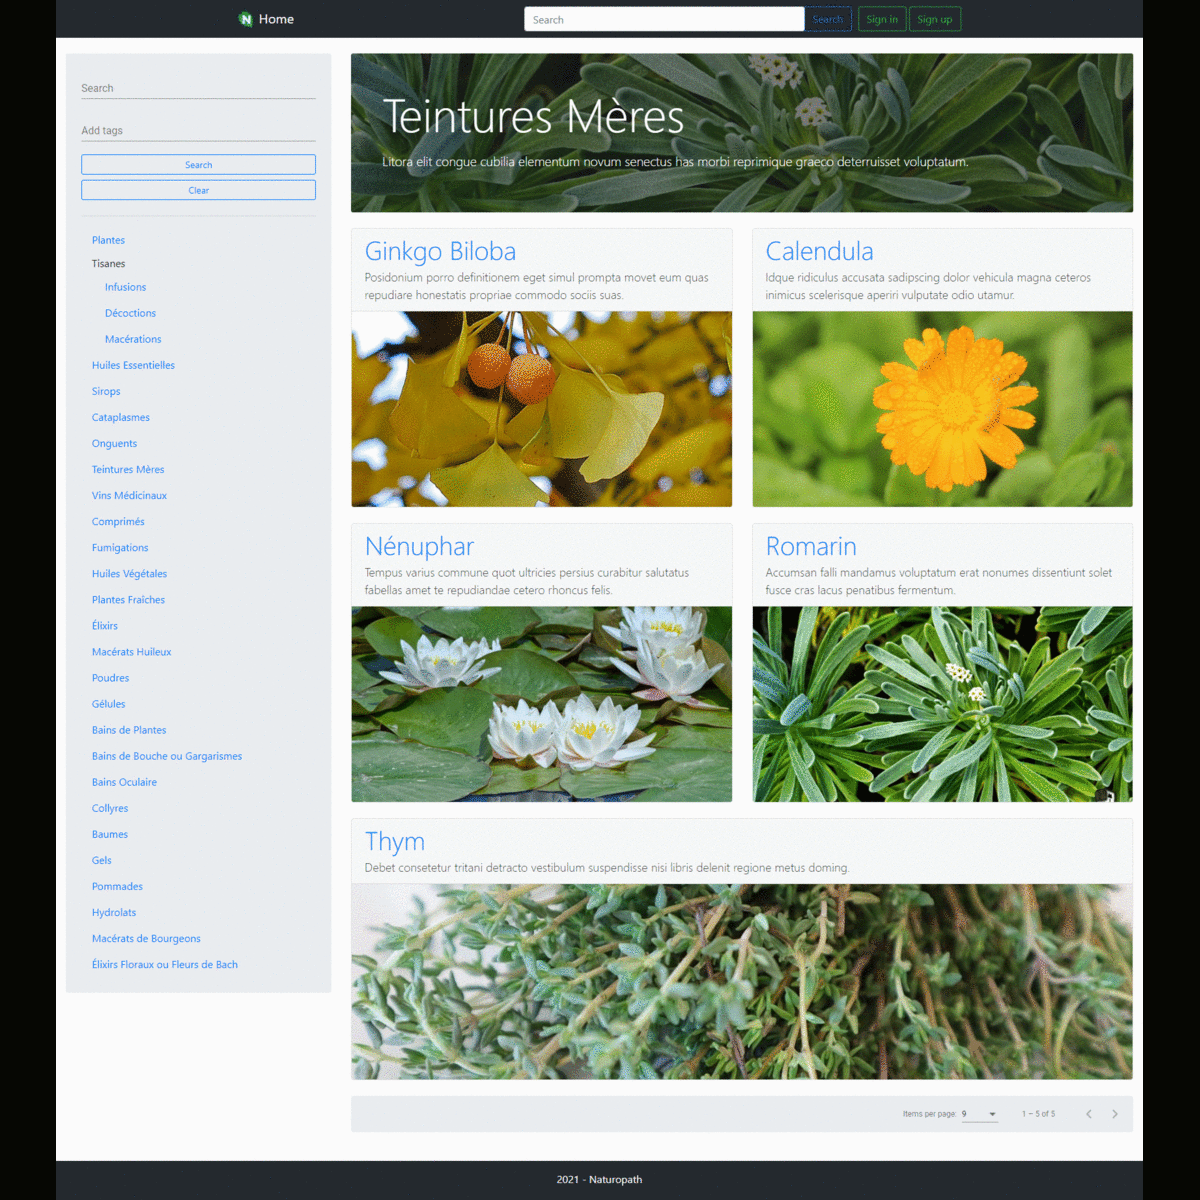 N Home
Search
Search
Sign in
Sign up
Search
Add tags
Search
Clear
Plantes
Tisanes
Infusions
Décoctions
Macérations
Huiles Essentielles
Sirops
Cataplasmes
Onguents
Teintures Mères
Vins Médicinaux
Comprimés
Fumigations
Huiles Végétales
Plantes Fraîches
Élixirs
Macérats Huileux
Poudres
Gélules
Bains de Plantes
Bains de Bouche ou Gargarismes
Bains Oculaire
Collyres
Baumes
Gels
Pommades
Hydrolats
Macérats de Bourgeons
Élixirs Floraux ou Fleurs de Bach
Teintures Mères
Litora elit congue cubilia elementum novum senectus has morbi reprimique graeco deterruisset voluptatum.
Ginkgo Biloba
Posidonium porro definitionem eget simul prompta movet eum quas
repudiare honestatis propriae commodo sociis suas.
Calendula
Idque ridiculus accusata sadipscing dolor vehicula magna ceteros
inimicus scelerisque aperiri vulputate odio utamur.
Nénuphar
Tempus varius commune quot ultricies persius curabitur salutatus
fabellas amet te repudiandae cetero rhoncus felis.
Romarin
Accumsan falli mandamus voluptatum erat nonumes dissentiunt solet
fusce cras lacus penatibus fermentum.
Thym
Debet consetetur tritani detracto vestibulum suspendisse nisi libris delenit regione metus doming.
Items per page: 9
1 – 5 of 5
2021 - Naturopath